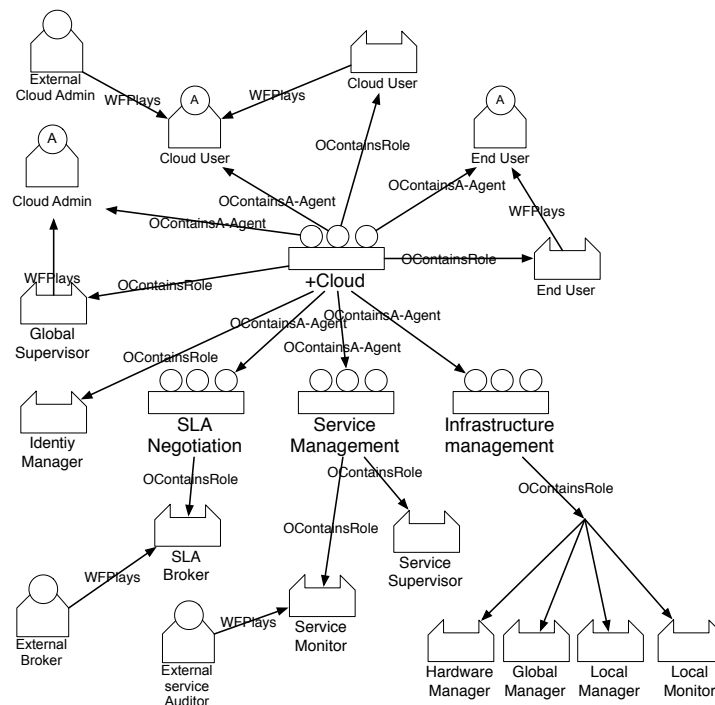 External
Cloud Admin
WFPlays
A
Cloud User
WFPlays
Cloud User
A
End User
OContainsRole
A
Cloud Admin
OContainsA-Agent
OContainsA-Agent
OContainsA-Agent
WFPlays
WFPlays
OContainsRole
+Cloud
OContainsRole
End User
Global
Supervisor
OContainsRole
OContainsA-Agent
OContainsA-Agent
OContainsA-Agent
Identiy
Manager
SLA
Negotiation
Service
Management
Infrastructure
management
OContainsRole
OContainsRole
OContainsRole
OContainsRole
SLA
Broker
Service
Supervisor
WFPlays
External
Broker
WFPlays
External
service
Auditor
Service
Monitor
Hardware
Manager
Global
Manager
Local
Manager
Local
Monitor